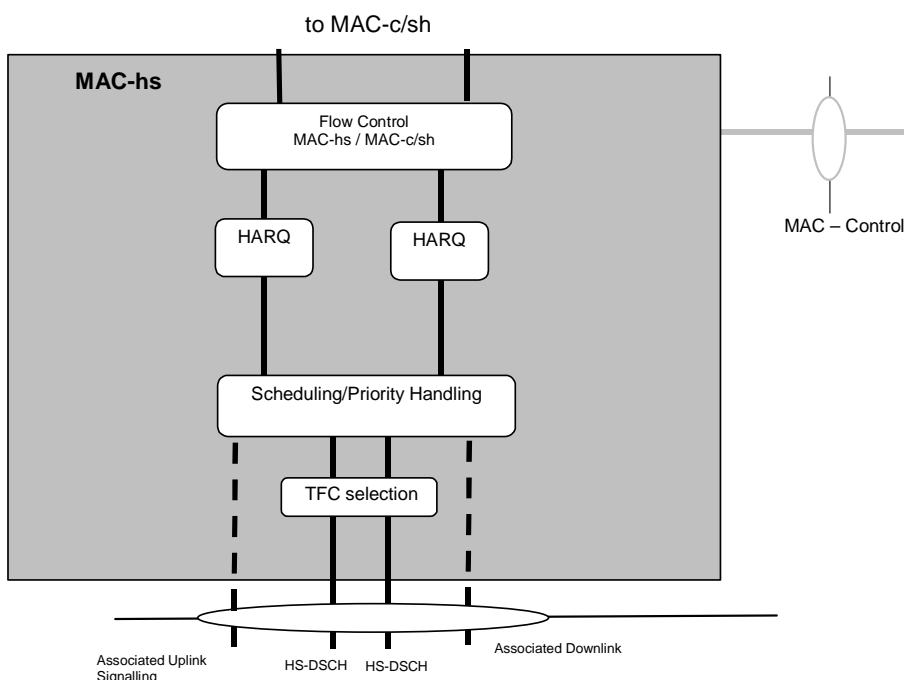 to MAC-c/sh
MAC-hs
Flow Control
MAC-hs / MAC-c/sh
HARQ
HARQ
MAC – Control
Scheduling/Priority Handling
TFC selection
Associated Uplink
Signalling
HS-DSCH
HS-DSCH
Associated Downlink